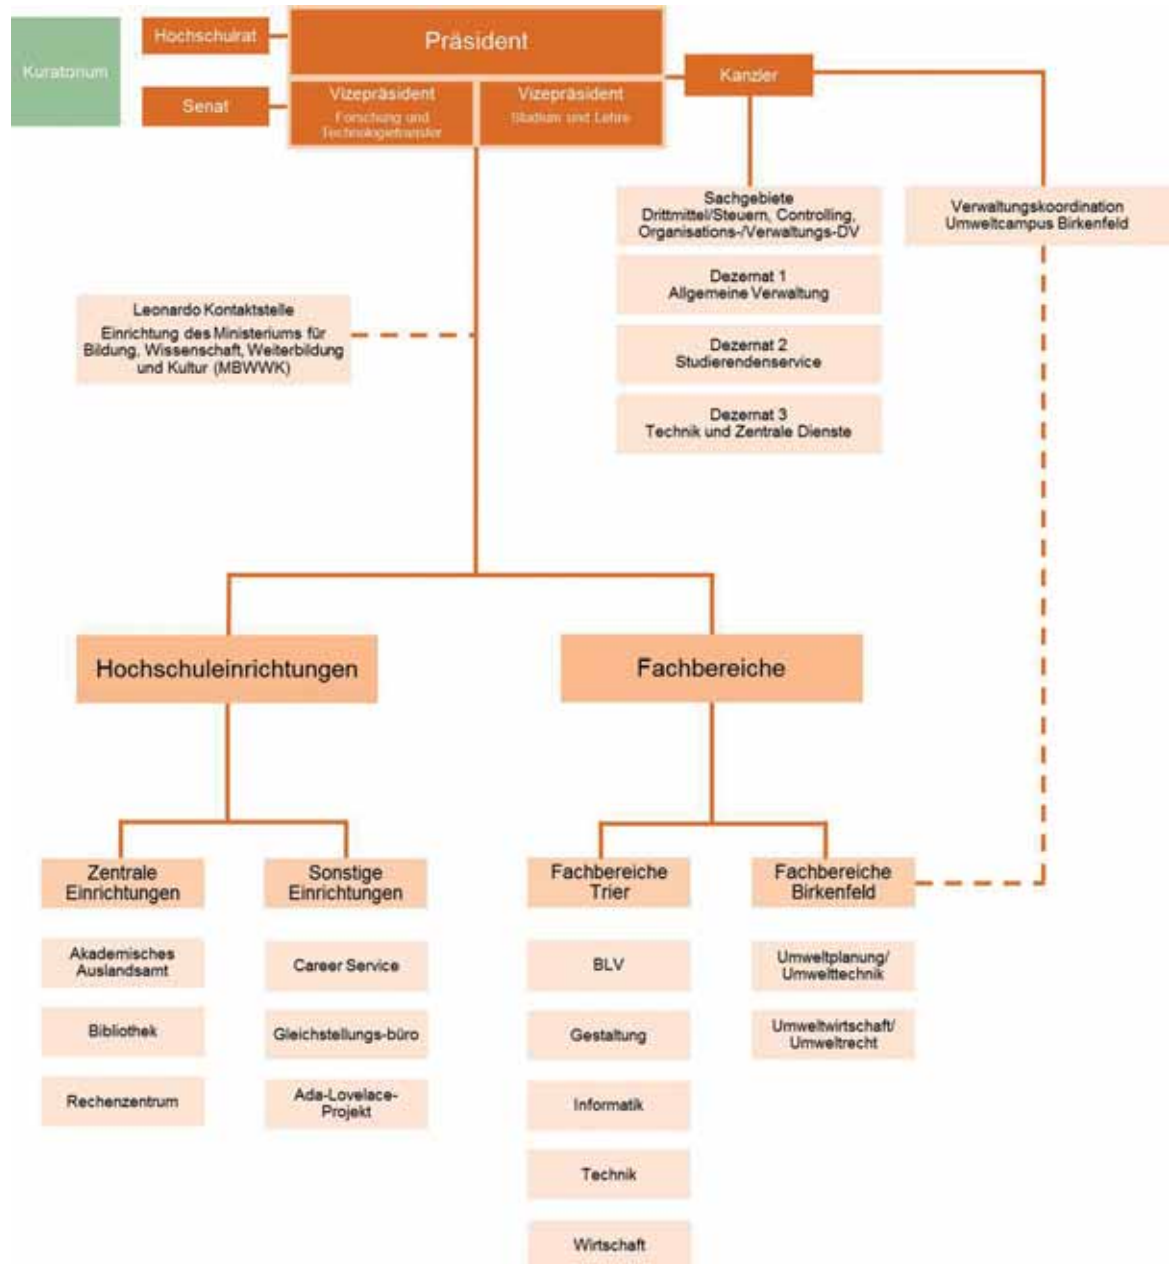 Kuratorium
Hochschulrat
Senat
Präsident
Vizepräsident
Forschung und
Technologietransfer
Vizepräsident
Studium und Lehre
Kanzler
Sachgebiete
Drittmittel/Steuern, Controlling,
Organisations-/Verwaltungs-DV
Dezernat 1
Allgemeine Verwaltung
Dezernat 2
Studierendenservice
Dezernat 3
Technik und Zentrale Dienste
Verwaltungskoordination
Umweltcampus Birkenfeld
Leonardo Kontaktstelle
Einrichtung des Ministeriums für
Bildung, Wissenschaft, Weiterbildung
und Kultur (MBWWK)
Hochschuleinrichtungen
Fachbereiche
Zentrale
Einrichtungen
Akademisches
Auslandsamt
Bibliothek
Rechenzentrum
Sonstige
Einrichtungen
Career Service
Gleichstellungs-büro
Ada-Lovelace-
Projekt
Fachbereiche
Trier
BLV
Gestaltung
Informatik
Technik
Wirtschaft
Fachbereiche
Birkenfeld
Umweltplanung/
Umwelttechnik
Umweltwirtschaft/
Umweltrecht